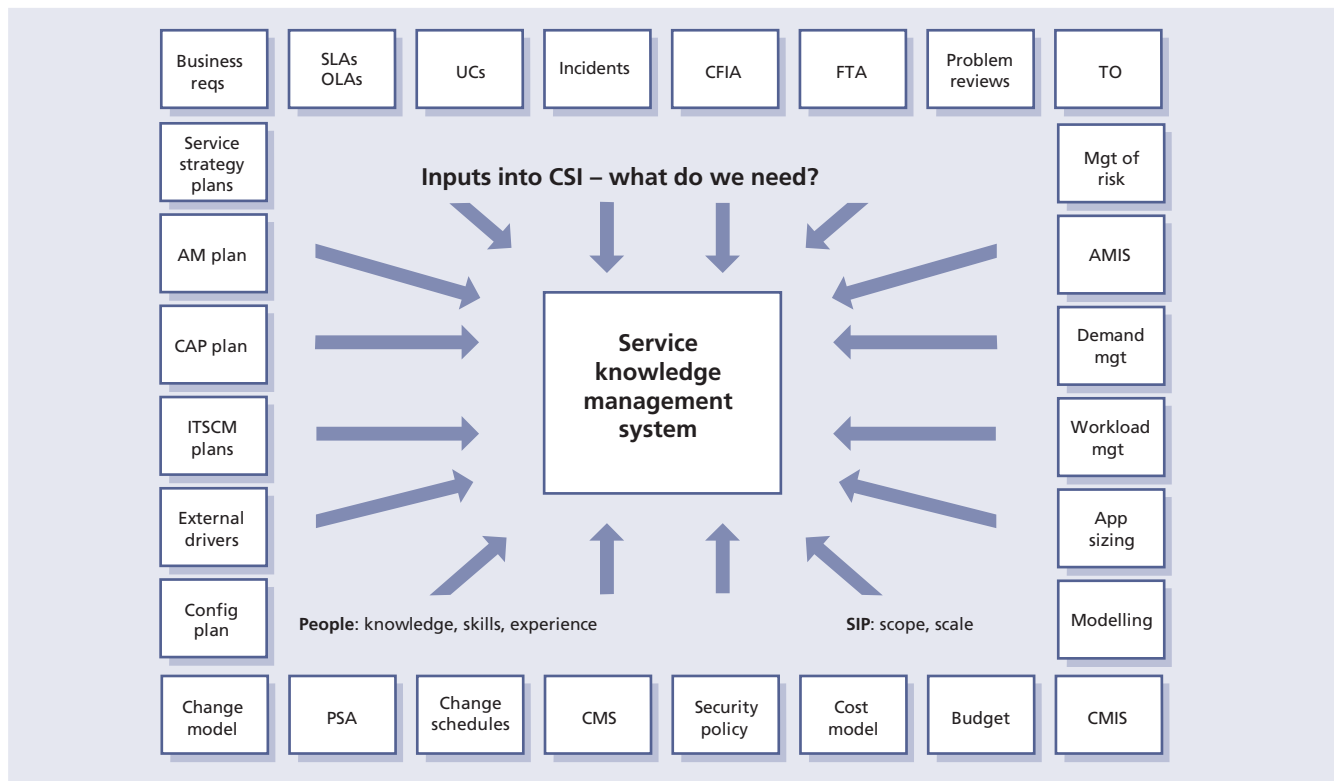 Business
reqs
SLAs
OLAs
UCs
Incidents
CFIA
FTA
Problem
reviews
TO
Service
strategy
plans
Inputs into CSI – what do we need?
Mgt of
risk
AM plan
AMIS
CAP plan
Service
knowledge
management
system
Demand
mgt
ITSCM
plans
Workload
mgt
External
drivers
App
sizing
Config
plan
People: knowledge, skills, experience
SIP: scope, scale
Modelling
Change
model
PSA
Change
schedules
CMS
Security
policy
Cost
model
Budget
CMIS